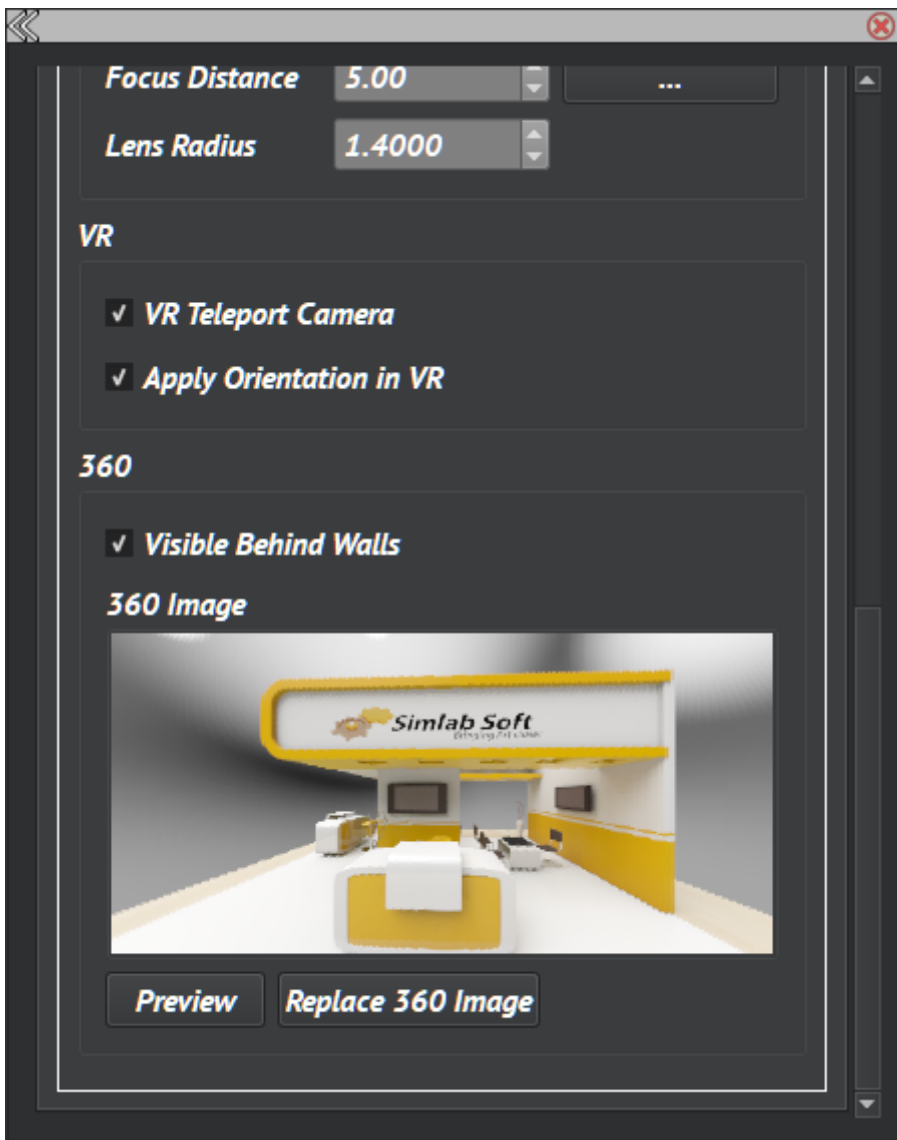 Focus Distance 5.00 ...
Lens Radius 1.4000
VR
VR Teleport Camera
Apply Orientation in VR
360
Visible Behind Walls
360 Image
Simlab Soft
Preview Replace 360 Image